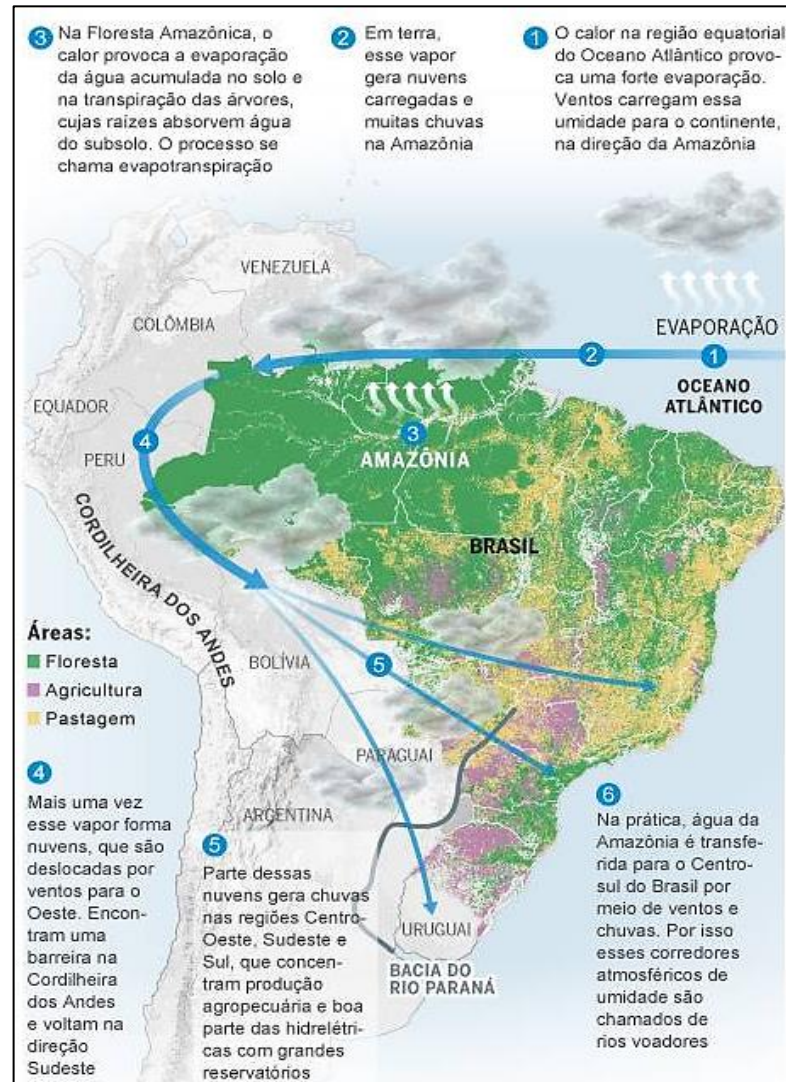 3 Na Floresta Amazônica, o
calor provoca a evaporação
da água acumulada no solo e
na transpiração das árvores,
cujas raízes absorvem água
do subsolo. O processo se
chama evapotranspiração
2 Em terra,
esse vapor
gera nuvens
carregadas e
muitas chuvas
na Amazônia
1 O calor na região equatorial
do Oceano Atlântico provo-
ca uma forte evaporação.
Ventos carregam essa
umidade para o continente,
na direção da Amazônia
VENEZUELA
COLÔMBIA
EQUADOR
PERU
EVAPORAÇÃO
2
1
OCEANO
ATLÂNTICO
4
3
AMAZÔNIA
BRASIL
CORDILHEIRA DOS ANDES
Áreas:
Floresta
Agricultura
Pastagem
BOLÍVIA
5
PARAGUAI
ARGENTINA
URUGUAI
BACIA DO
RIO PARANÁ
4
Mais uma vez
esse vapor forma
nuvens, que são
deslocadas por
ventos para o
Oeste. Encon-
tram uma
barreira na
Cordilheira
dos Andes
e voltam na
direção
Sudeste
5
Parte dessas
nuvens gera chuvas
nas regiões Centro-
Oeste, Sudeste e
Sul, que concen-
tram produção
agropecuária e boa
parte das hidrelétri-
cas com grandes
reservatórios
6
Na prática, água da
Amazônia é transfe-
rida para o Centro-
sul do Brasil por
meio de ventos e
chuvas. Por isso
esses corredores
atmosféricos de
umidade são
chamados de
rios voadores